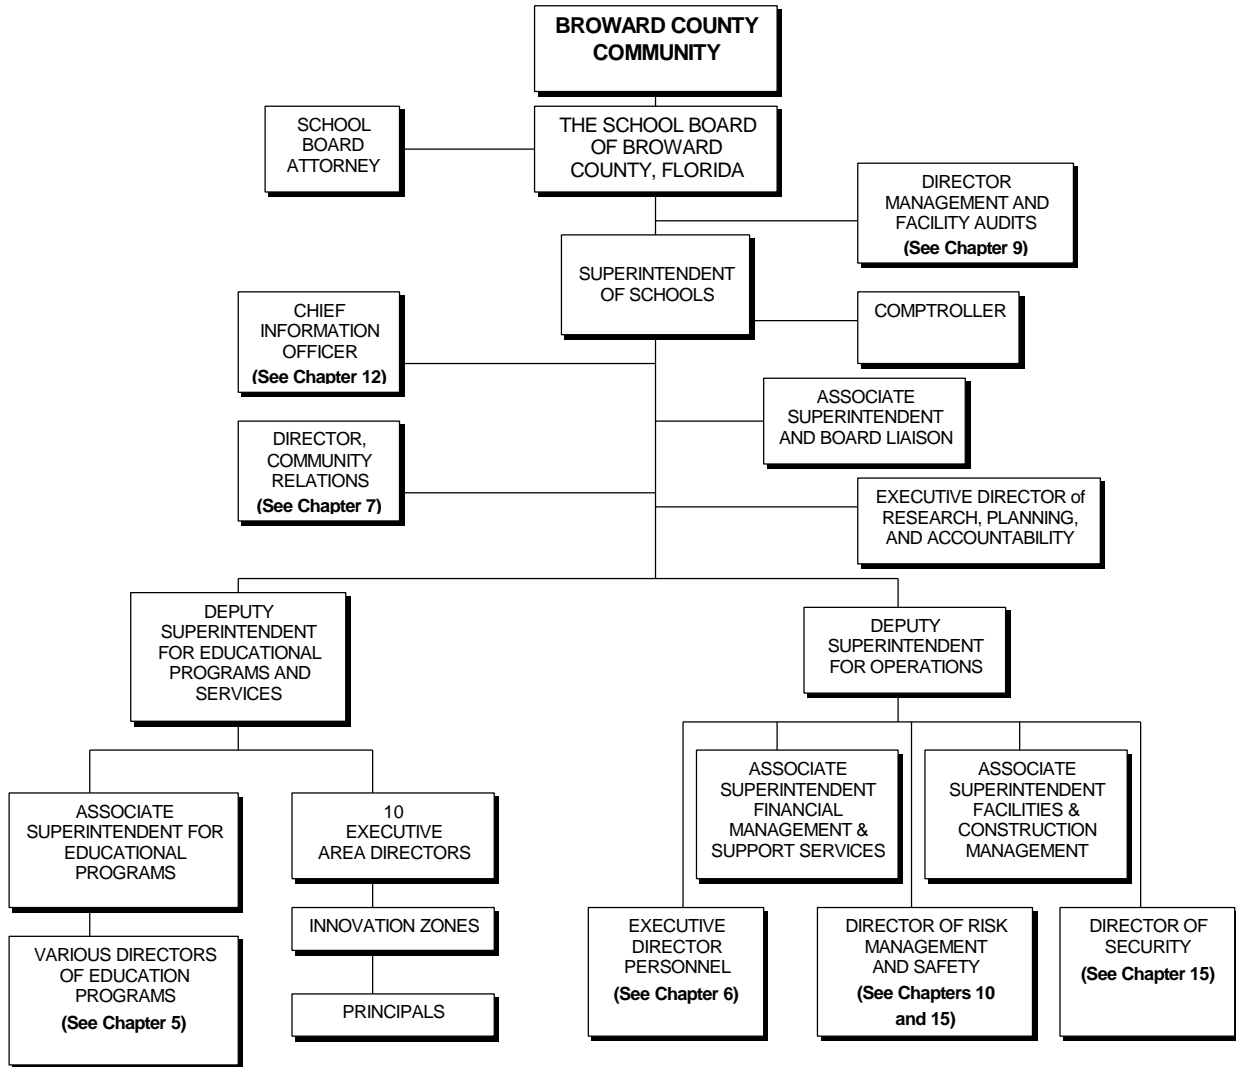 BROWARD COUNTY
COMMUNITY
SCHOOL
BOARD
ATTORNEY
THE SCHOOL BOARD
OF BROWARD
COUNTY, FLORIDA
DIRECTOR
MANAGEMENT AND
FACILITY AUDITS
(See Chapter 9)
SUPERINTENDENT
OF SCHOOLS
CHIEF
INFORMATION
OFFICER
(See Chapter 12)
COMPTROLLER
ASSOCIATE
SUPERINTENDENT
AND BOARD LIAISON
DIRECTOR,
COMMUNITY
RELATIONS
(See Chapter 7)
EXECUTIVE DIRECTOR of
RESEARCH, PLANNING,
AND ACCOUNTABILITY
DEPUTY
SUPERINTENDENT
FOR EDUCATIONAL
PROGRAMS AND
SERVICES
DEPUTY
SUPERINTENDENT
FOR OPERATIONS
ASSOCIATE
SUPERINTENDENT FOR
EDUCATIONAL
PROGRAMS
10
EXECUTIVE
AREA DIRECTORS
ASSOCIATE
SUPERINTENDENT
FINANCIAL
MANAGEMENT &
SUPPORT SERVICES
ASSOCIATE
SUPERINTENDENT
FACILITIES &
CONSTRUCTION
MANAGEMENT
VARIOUS DIRECTORS
OF EDUCATION
PROGRAMS
(See Chapter 5)
INNOVATION ZONES
PRINCIPALS
EXECUTIVE
DIRECTOR
PERSONNEL
(See Chapter 6)
DIRECTOR OF RISK
MANAGEMENT
AND SAFETY
(See Chapters 10
and 15)
DIRECTOR OF
SECURITY
(See Chapter 15)